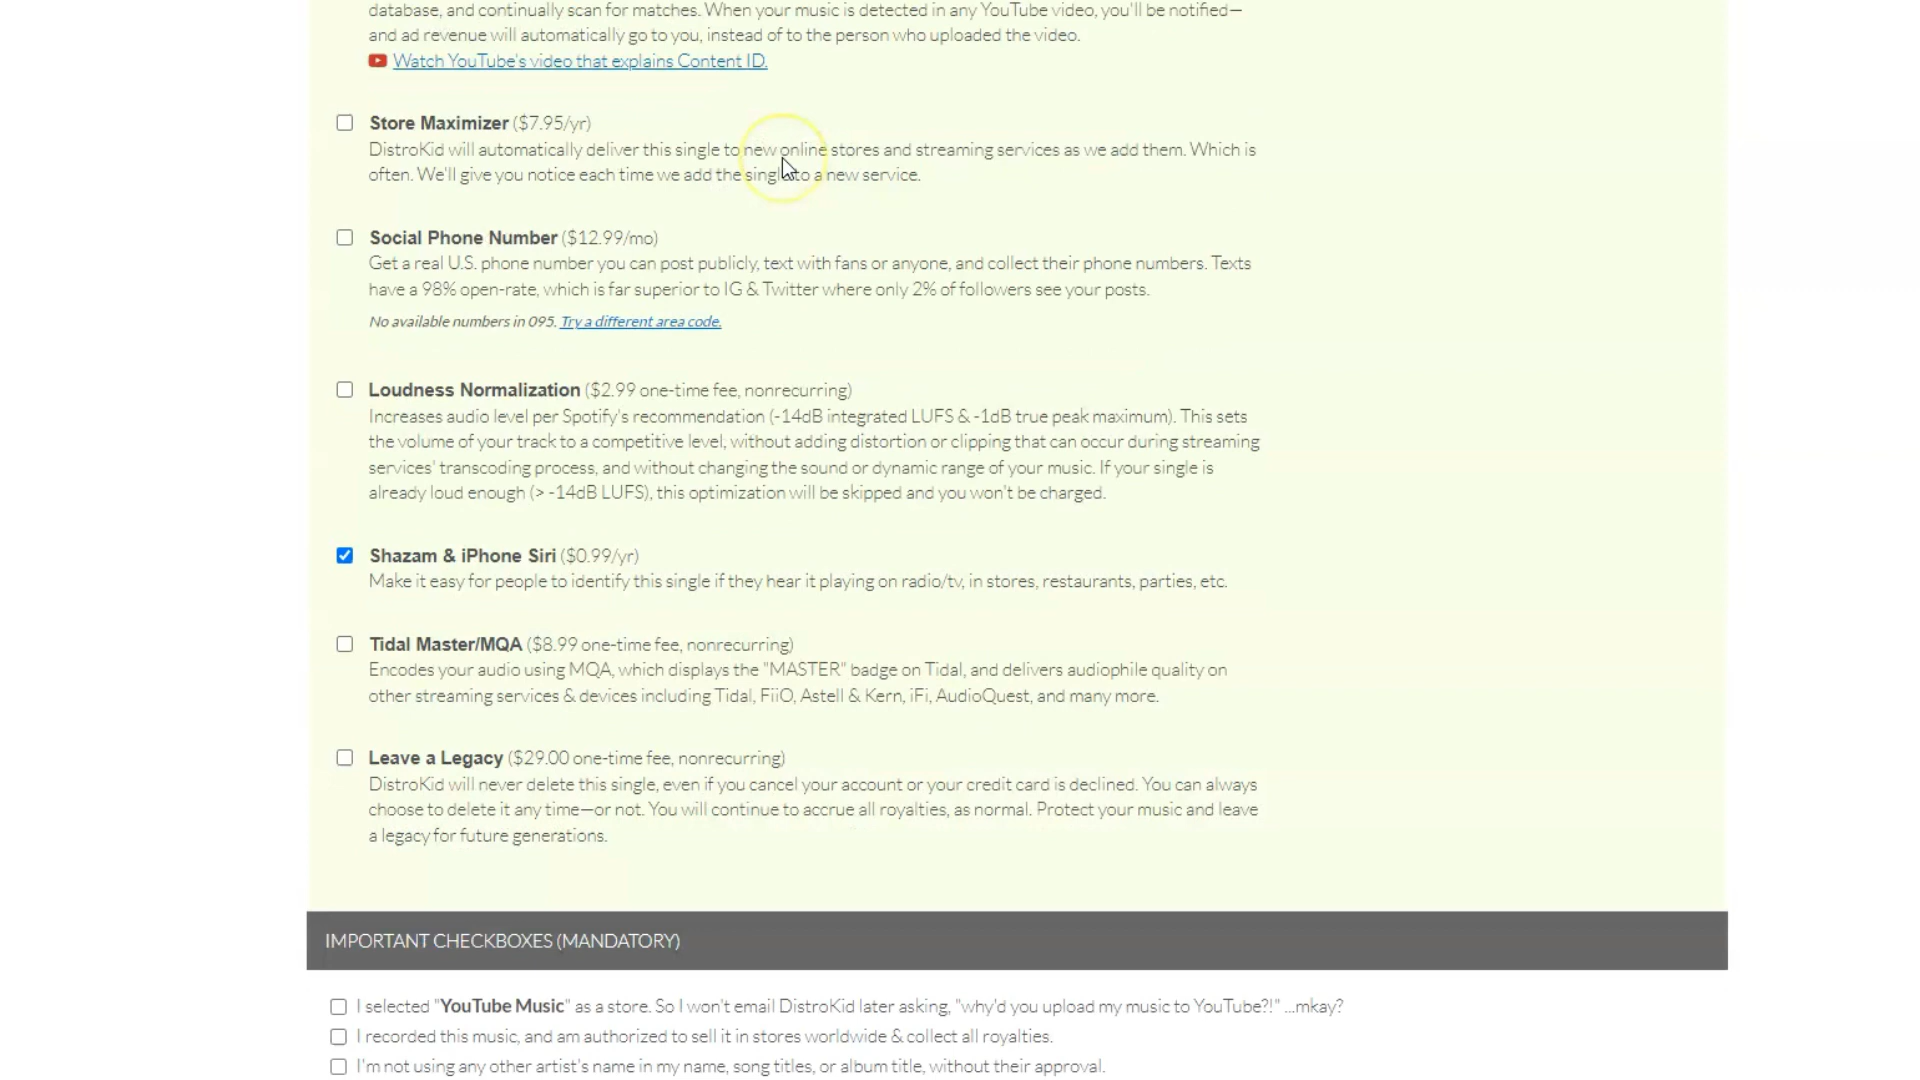 database, and continually scan for matches. When your music is detected in any YouTube video, you'll be notified—
and ad revenue will automatically go to you, instead of to the person who uploaded the video.
Watch YouTube's video that explains Content ID.
Store Maximizer ($7.95/yr)
DistroKid will automatically deliver this single to new online stores and streaming services as we add them. Which is
often. We'll give you notice each time we add the single to a new service.
Social Phone Number ($12.99/mo)
Get a real U.S. phone number you can post publicly, text with fans or anyone, and collect their phone numbers. Texts
have a 98% open-rate, which is far superior to IG & Twitter where only 2% of followers see your posts.
No available numbers in 095. Try a different area code.
Loudness Normalization ($2.99 one-time fee, nonrecurring)
Increases audio level per Spotify's recommendation (-14dB integrated LUFS & -1dB true peak maximum). This sets
the volume of your track to a competitive level, without adding distortion or clipping that can occur during streaming
services' transcoding process, and without changing the sound or dynamic range of your music. If your single is
already loud enough (> -14dB LUFS), this optimization will be skipped and you won't be charged.
Shazam & iPhone Siri ($0.99/yr)
Make it easy for people to identify this single if they hear it playing on radio/tv, in stores, restaurants, parties, etc.
Tidal Master/MQA ($8.99 one-time fee, nonrecurring)
Encodes your audio using MQA, which displays the "MASTER" badge on Tidal, and delivers audiophile quality on
other streaming services & devices including Tidal, FiiO, Astell & Kern, iFi, AudioQuest, and many more.
Leave a Legacy ($29.00 one-time fee, nonrecurring)
DistroKid will never delete this single, even if you cancel your account or your credit card is declined. You can always
choose to delete it any time—or not. You will continue to accrue all royalties, as normal. Protect your music and leave
a legacy for future generations.
IMPORTANT CHECKBOXES (MANDATORY)
I selected "YouTube Music" as a store. So I won't email DistroKid later asking, "why'd you upload my music to YouTube?!" ...mkay?
I recorded this music, and am authorized to sell it in stores worldwide & collect all royalties.
I'm not using any other artist's name in my name, song titles, or album title, without their approval.